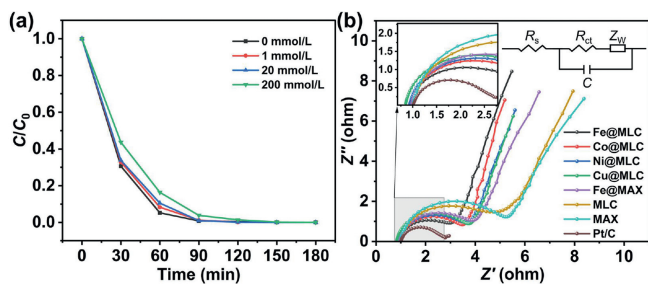 (a)
C/C₀
1.0
0.8
0.6
0.4
0.2
0.0
0 30 60 90 120 150 180
Time (min)
0 mmol/L
1 mmol/L
20 mmol/L
200 mmol/L
(b)
Z'' (ohm)
10
8
6
4
2
0
0 2 4 6 8 10
Z' (ohm)
2.0
1.5
1.0
0.5
1.0 1.5 2.0 2.5
Rs Rct Zw
C
Fe@MLC
Co@MLC
Ni@MLC
Cu@MLC
Fe@MAX
MLC
MAX
Pt/C